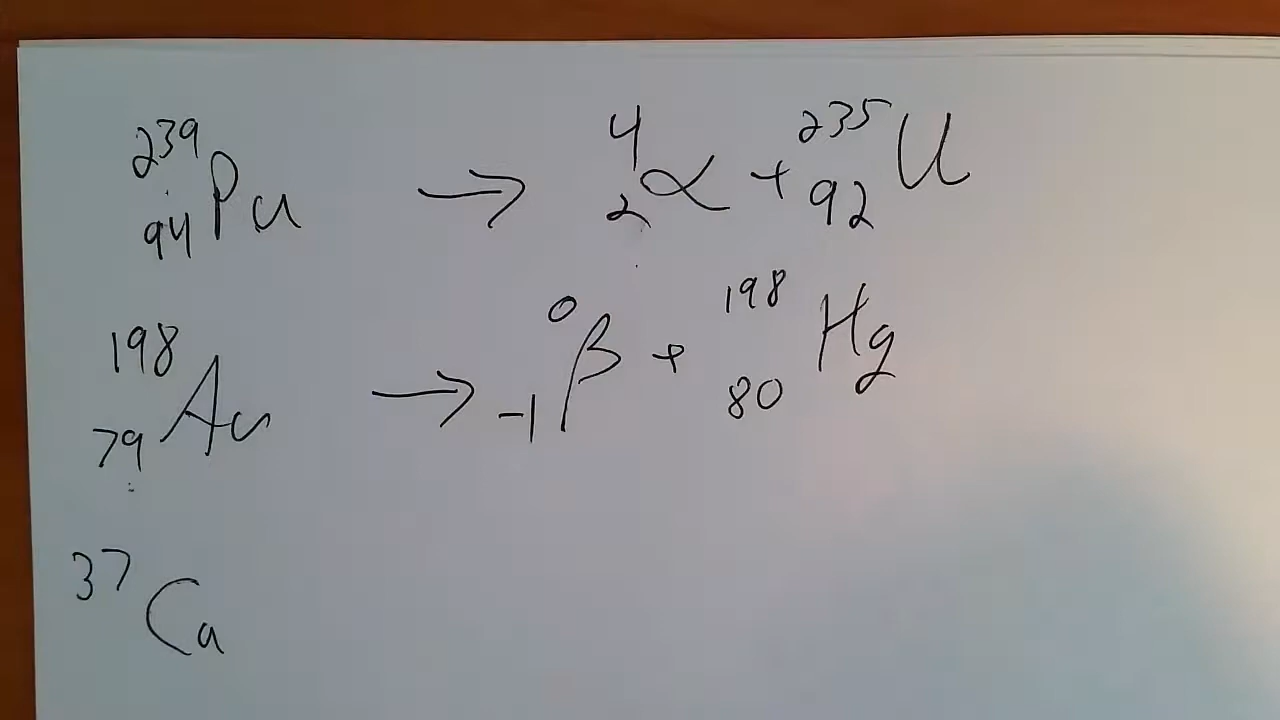 ²³⁹₉₄Pu → ⁴₂α + ²³⁵₉₂U
¹⁹⁸₇₉Au → ⁰₋₁β + ¹⁹⁸₈₀Hg
³⁷Ca